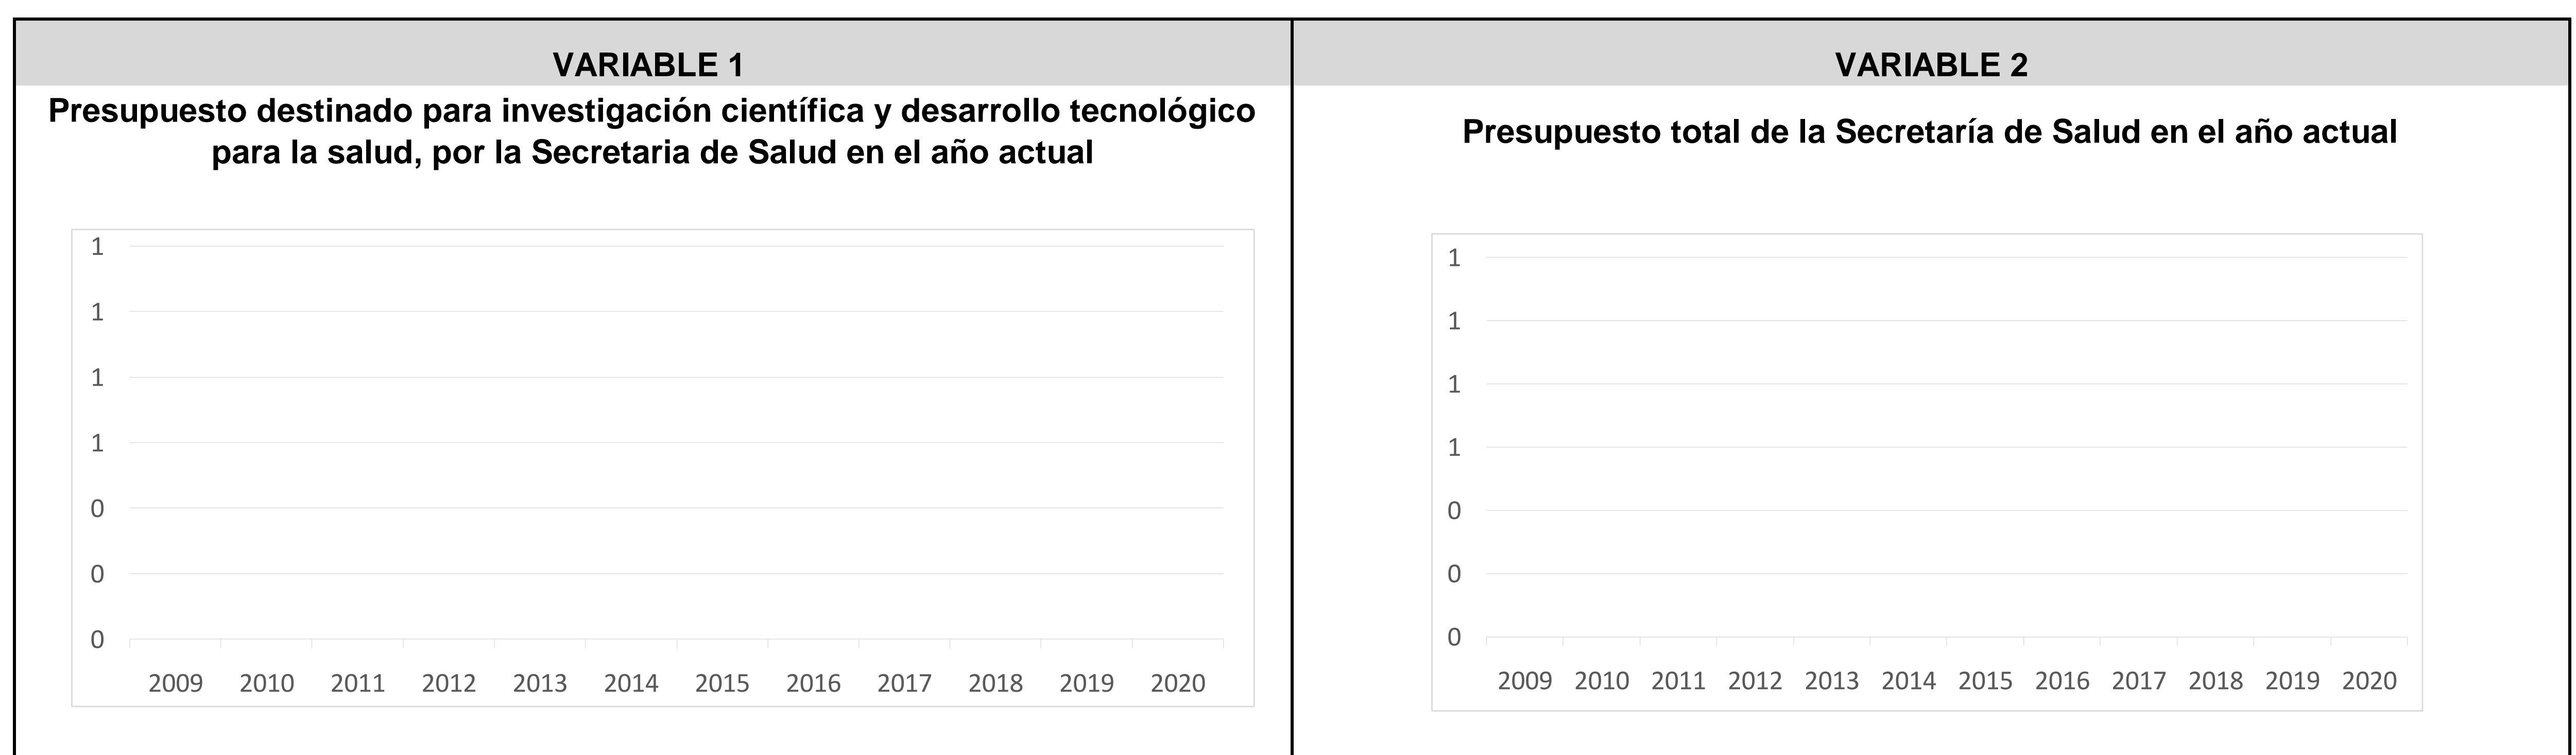 VARIABLE 1
Presupuesto destinado para investigación científica y desarrollo tecnológico
para la salud, por la Secretaria de Salud en el año actual
1
1
1
1
0
0
0
2009 2010 2011 2012 2013 2014 2015 2016 2017 2018 2019 2020
VARIABLE 2
Presupuesto total de la Secretaría de Salud en el año actual
1
1
1
1
0
0
0
2009 2010 2011 2012 2013 2014 2015 2016 2017 2018 2019 2020